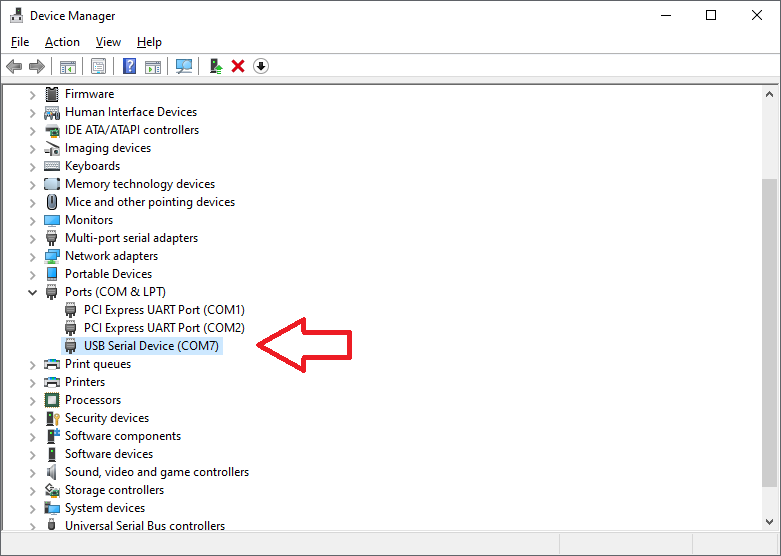 Device Manager
File Action View Help
Firmware
Human Interface Devices
IDE ATA/ATAPI controllers
Imaging devices
Keyboards
Memory technology devices
Mice and other pointing devices
Monitors
Multi-port serial adapters
Network adapters
Portable Devices
Ports (COM & LPT)
PCI Express UART Port (COM1)
PCI Express UART Port (COM2)
USB Serial Device (COM7)
Print queues
Printers
Processors
Security devices
Software components
Software devices
Sound, video and game controllers
Storage controllers
System devices
Universal Serial Bus controllers